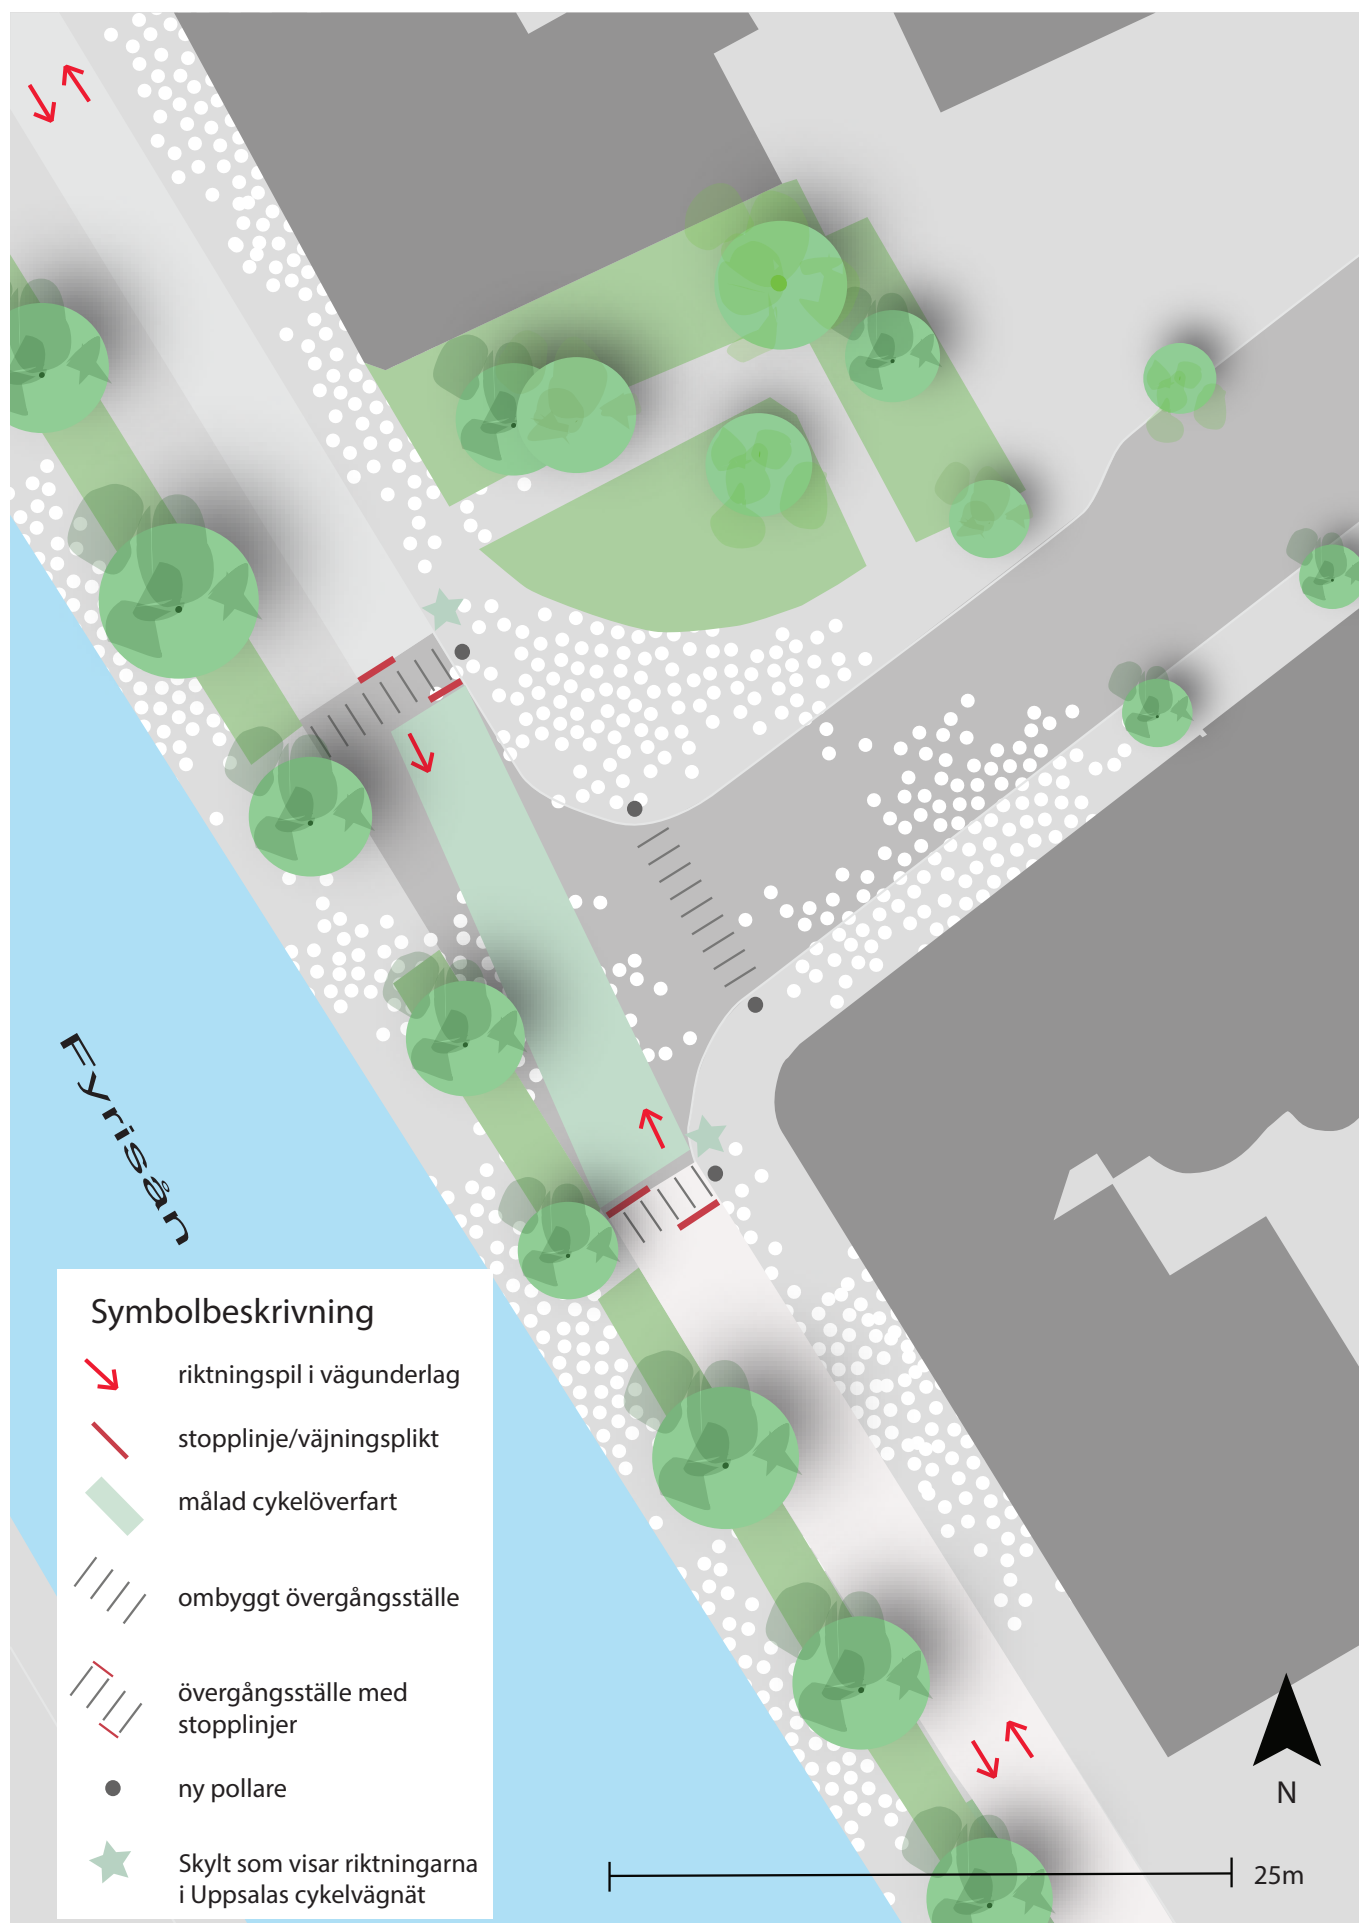 Fyrisån
Symbolbeskrivning
riktningspil i vägunderlag
stopplinje/väjningsplikt
målad cykelöverfart
ombyggt övergångsställe
övergångsställe med
stopplinjer
ny pollare
Skylt som visar riktningarna
i Uppsalas cykelvägnät
N
25m